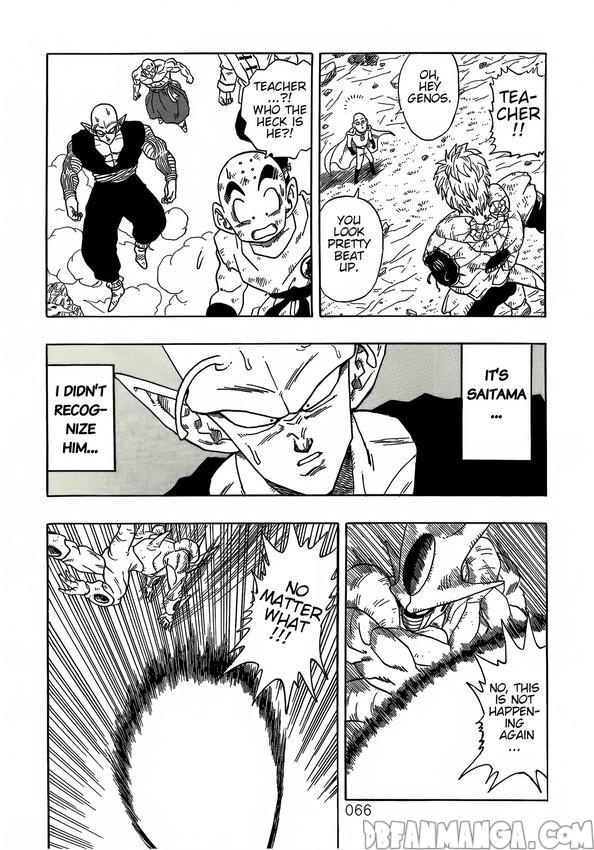 TEA-
CHER
!!
OH,
HEY
GENOS.
YOU
LOOK
PRETTY
BEAT
UP.
TEACHER
...?!
WHO THE
HECK IS
HE?!
IT'S
SAITAMA
...
I DIDN'T
RECOG-
NIZE
HIM...
NO, THIS
IS NOT
HAPPEN-
ING
AGAIN
...
NO
MATTER
WHAT
!!!
066
DBFANMANGA.COM